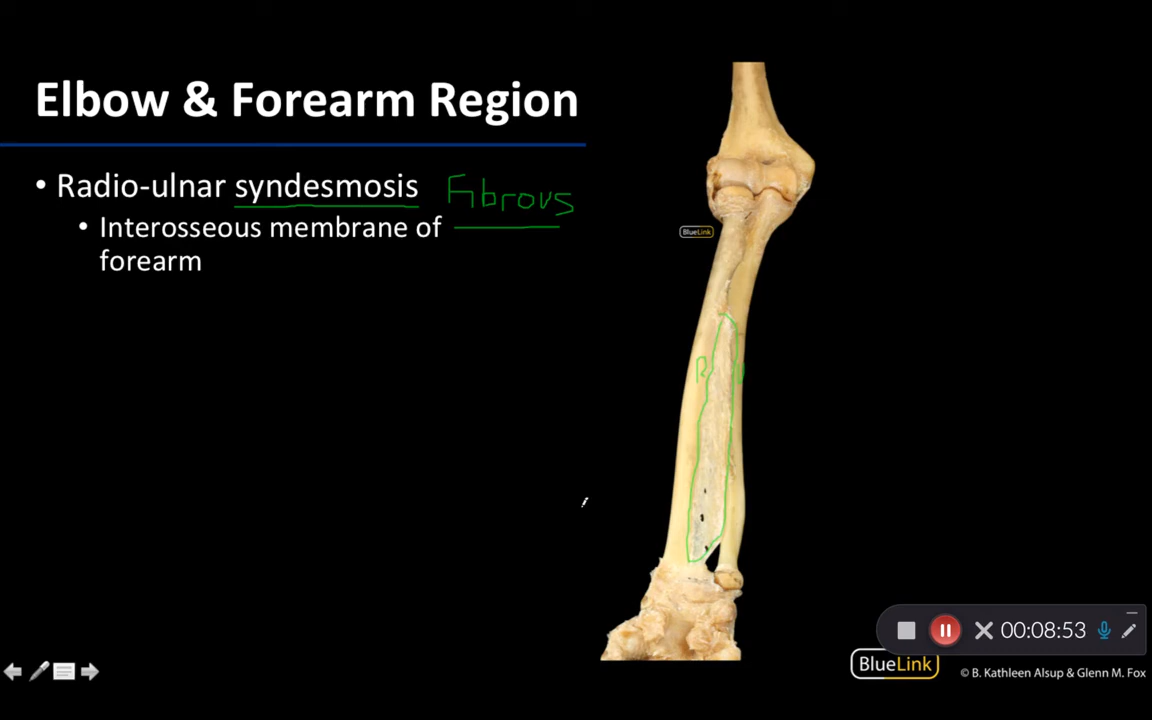 Elbow & Forearm Region
• Radio-ulnar syndesmosis Fibrous
• Interosseous membrane of
forearm
BlueLink
R U
00:08:53
BlueLink
© B. Kathleen Alsup & Glenn M. Fox